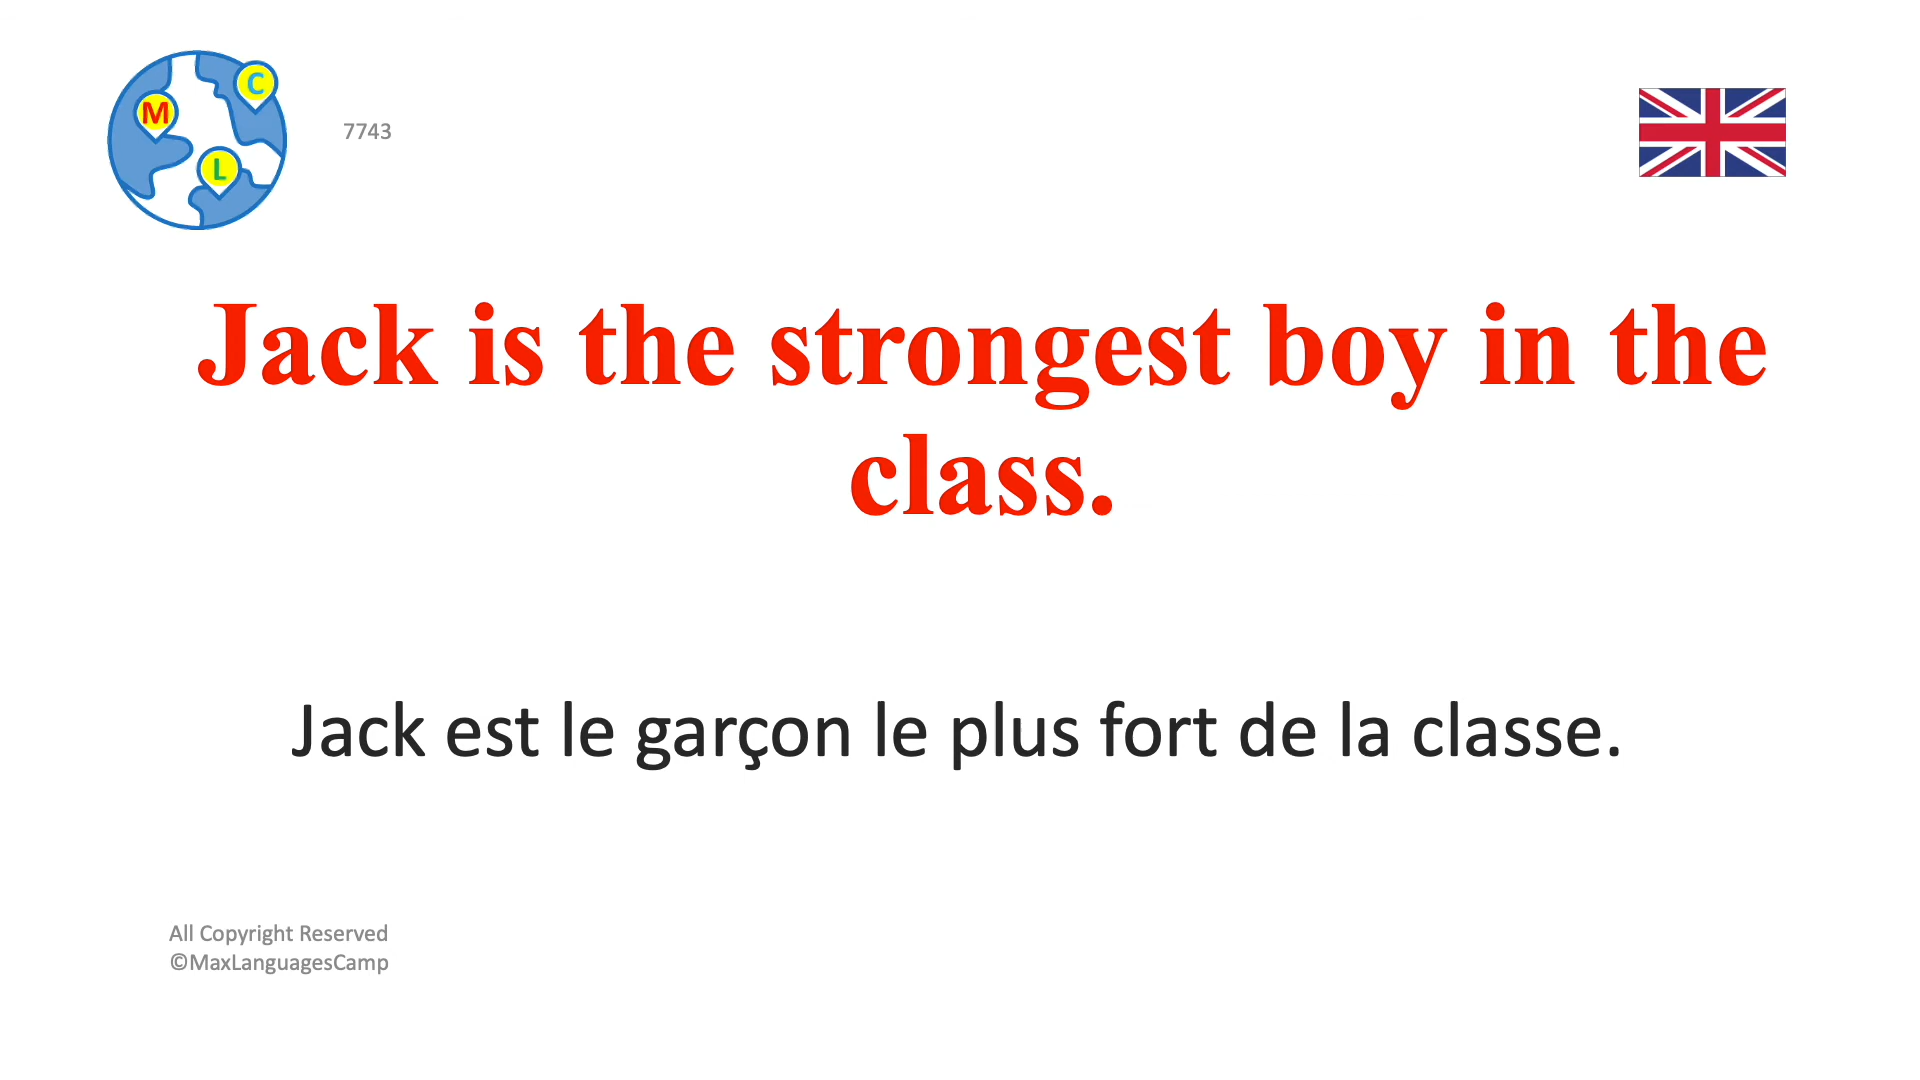 M
C
L
7743
Jack is the strongest boy in the
class.
Jack est le garçon le plus fort de la classe.
All Copyright Reserved
©MaxLanguagesCamp